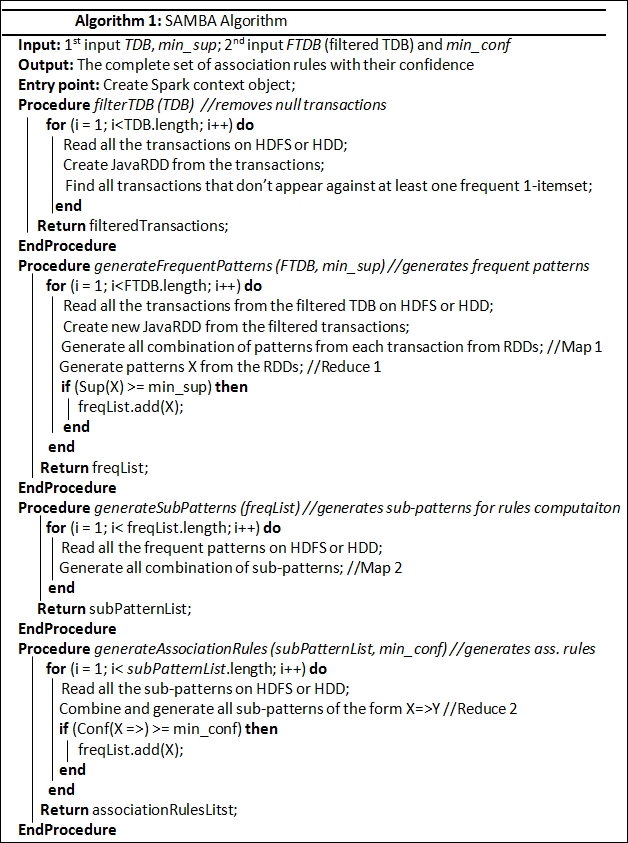 Algorithm 1: SAMBA Algorithm
Input: 1st input TDB, min_sup; 2nd input FTDB (filtered TDB) and min_conf
Output: The complete set of association rules with their confidence
Entry point: Create Spark context object;
Procedure filterTDB (TDB) //removes null transactions
for (i = 1; i<TDB.length; i++) do
Read all the transactions on HDFS or HDD;
Create JavaRDD from the transactions;
Find all transactions that don't appear against at least one frequent 1-itemset;
end
Return filteredTransactions;
EndProcedure
Procedure generateFrequentPatterns (FTDB, min_sup) //generates frequent patterns
for (i = 1; i<FTDB.length; i++) do
Read all the transactions from the filtered TDB on HDFS or HDD;
Create new JavaRDD from the filtered transactions;
Generate all combination of patterns from each transaction from RDDs; //Map 1
Generate patterns X from the RDDs; //Reduce 1
if (Sup(X) >= min_sup) then
freqList.add(X);
end
end
Return freqList;
EndProcedure
Procedure generateSubPatterns (freqList) //generates sub-patterns for rules computaiton
for (i = 1; i< freqList.length; i++) do
Read all the frequent patterns on HDFS or HDD;
Generate all combination of sub-patterns; //Map 2
end
Return subPatternList;
EndProcedure
Procedure generateAssociationRules (subPatternList, min_conf) //generates ass. rules
for (i = 1; i< subPatternList.length; i++) do
Read all the sub-patterns on HDFS or HDD;
Combine and generate all sub-patterns of the form X=>Y //Reduce 2
if (Conf(X =>) >= min_conf) then
freqList.add(X);
end
end
Return associationRulesLitst;
EndProcedure